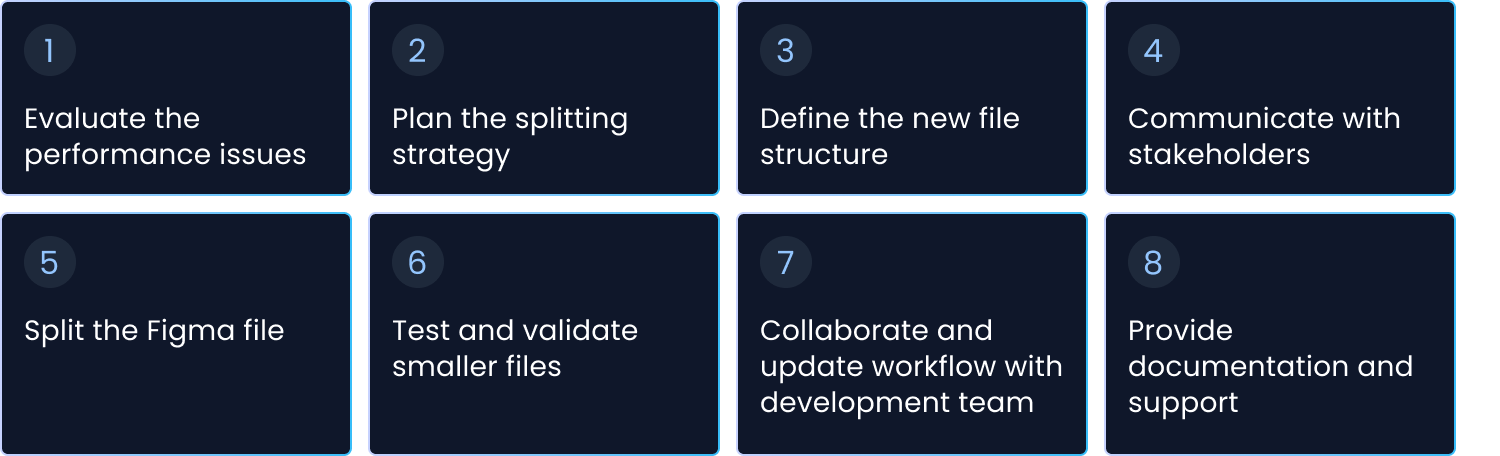 1
Evaluate the
performance issues
2
Plan the splitting
strategy
3
Define the new file
structure
4
Communicate with
stakeholders
5
Split the Figma file
6
Test and validate
smaller files
7
Collaborate and
update workflow with
development team
8
Provide
documentation and
support